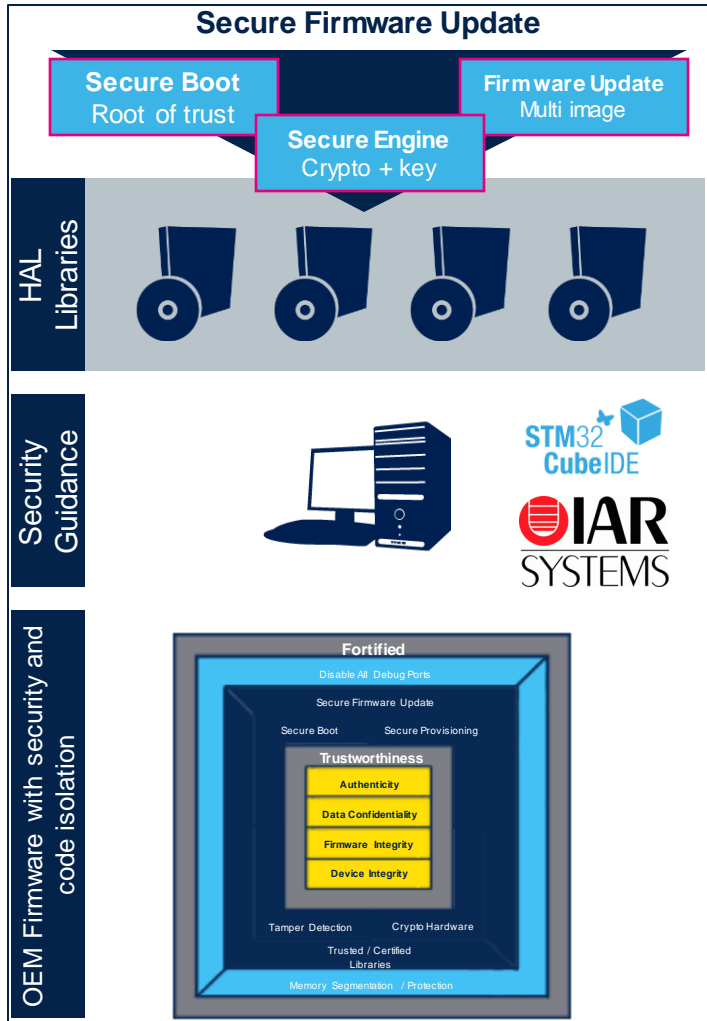 Secure Firmware Update
Secure Boot
Root of trust
Firmware Update
Multi image
Secure Engine
Crypto + key
HAL
Libraries
Security
Guidance
STM32
CubeIDE
IAR
SYSTEMS
OEM Firmware with security and
code isolation
Fortified
Disable All Debug Ports
Secure Firmware Update
Secure Boot
Secure Provisioning
Trustworthiness
Authenticity
Data Confidentiality
Firmware Integrity
Device Integrity
Tamper Detection
Crypto Hardware
Trusted / Certified
Libraries
Memory Segmentation / Protection